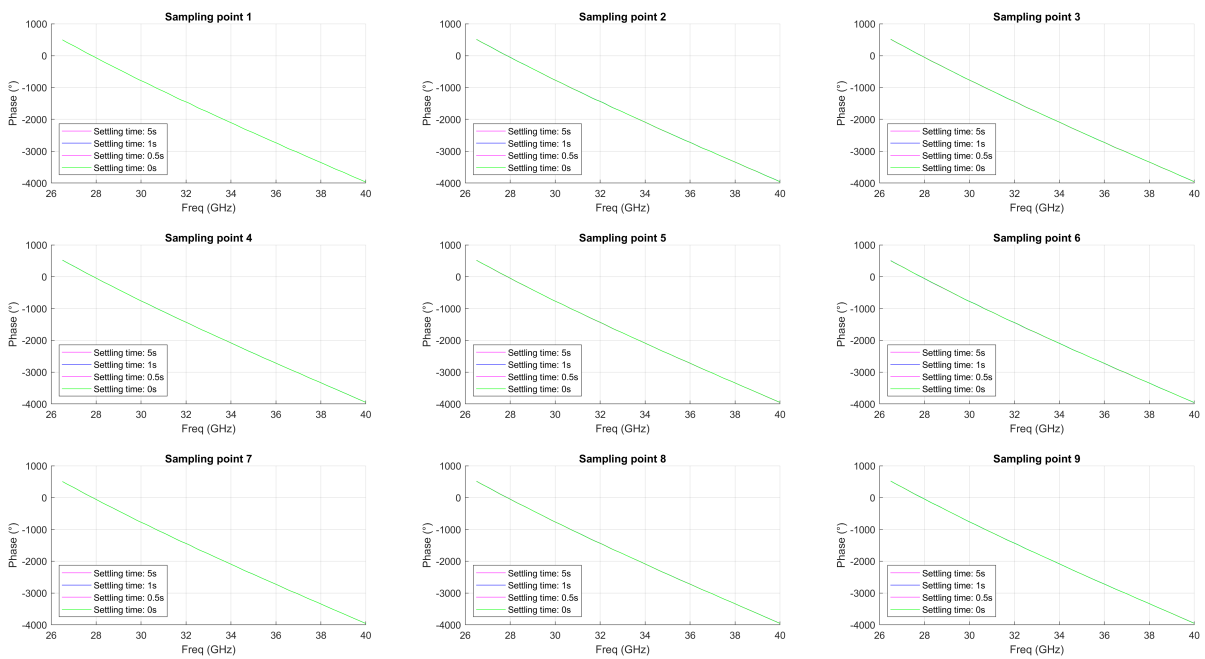 Sampling point 1
1000
0
-1000
-2000
-3000
-4000
Phase (°)
Settling time: 5s
Settling time: 1s
Settling time: 0.5s
Settling time: 0s
26 28 30 32 34 36 38 40
Freq (GHz)
Sampling point 2
1000
0
-1000
-2000
-3000
-4000
Phase (°)
Settling time: 5s
Settling time: 1s
Settling time: 0.5s
Settling time: 0s
26 28 30 32 34 36 38 40
Freq (GHz)
Sampling point 3
1000
0
-1000
-2000
-3000
-4000
Phase (°)
Settling time: 5s
Settling time: 1s
Settling time: 0.5s
Settling time: 0s
26 28 30 32 34 36 38 40
Freq (GHz)
Sampling point 4
1000
0
-1000
-2000
-3000
-4000
Phase (°)
Settling time: 5s
Settling time: 1s
Settling time: 0.5s
Settling time: 0s
26 28 30 32 34 36 38 40
Freq (GHz)
Sampling point 5
1000
0
-1000
-2000
-3000
-4000
Phase (°)
Settling time: 5s
Settling time: 1s
Settling time: 0.5s
Settling time: 0s
26 28 30 32 34 36 38 40
Freq (GHz)
Sampling point 6
1000
0
-1000
-2000
-3000
-4000
Phase (°)
Settling time: 5s
Settling time: 1s
Settling time: 0.5s
Settling time: 0s
26 28 30 32 34 36 38 40
Freq (GHz)
Sampling point 7
1000
0
-1000
-2000
-3000
-4000
Phase (°)
Settling time: 5s
Settling time: 1s
Settling time: 0.5s
Settling time: 0s
26 28 30 32 34 36 38 40
Freq (GHz)
Sampling point 8
1000
0
-1000
-2000
-3000
-4000
Phase (°)
Settling time: 5s
Settling time: 1s
Settling time: 0.5s
Settling time: 0s
26 28 30 32 34 36 38 40
Freq (GHz)
Sampling point 9
1000
0
-1000
-2000
-3000
-4000
Phase (°)
Settling time: 5s
Settling time: 1s
Settling time: 0.5s
Settling time: 0s
26 28 30 32 34 36 38 40
Freq (GHz)